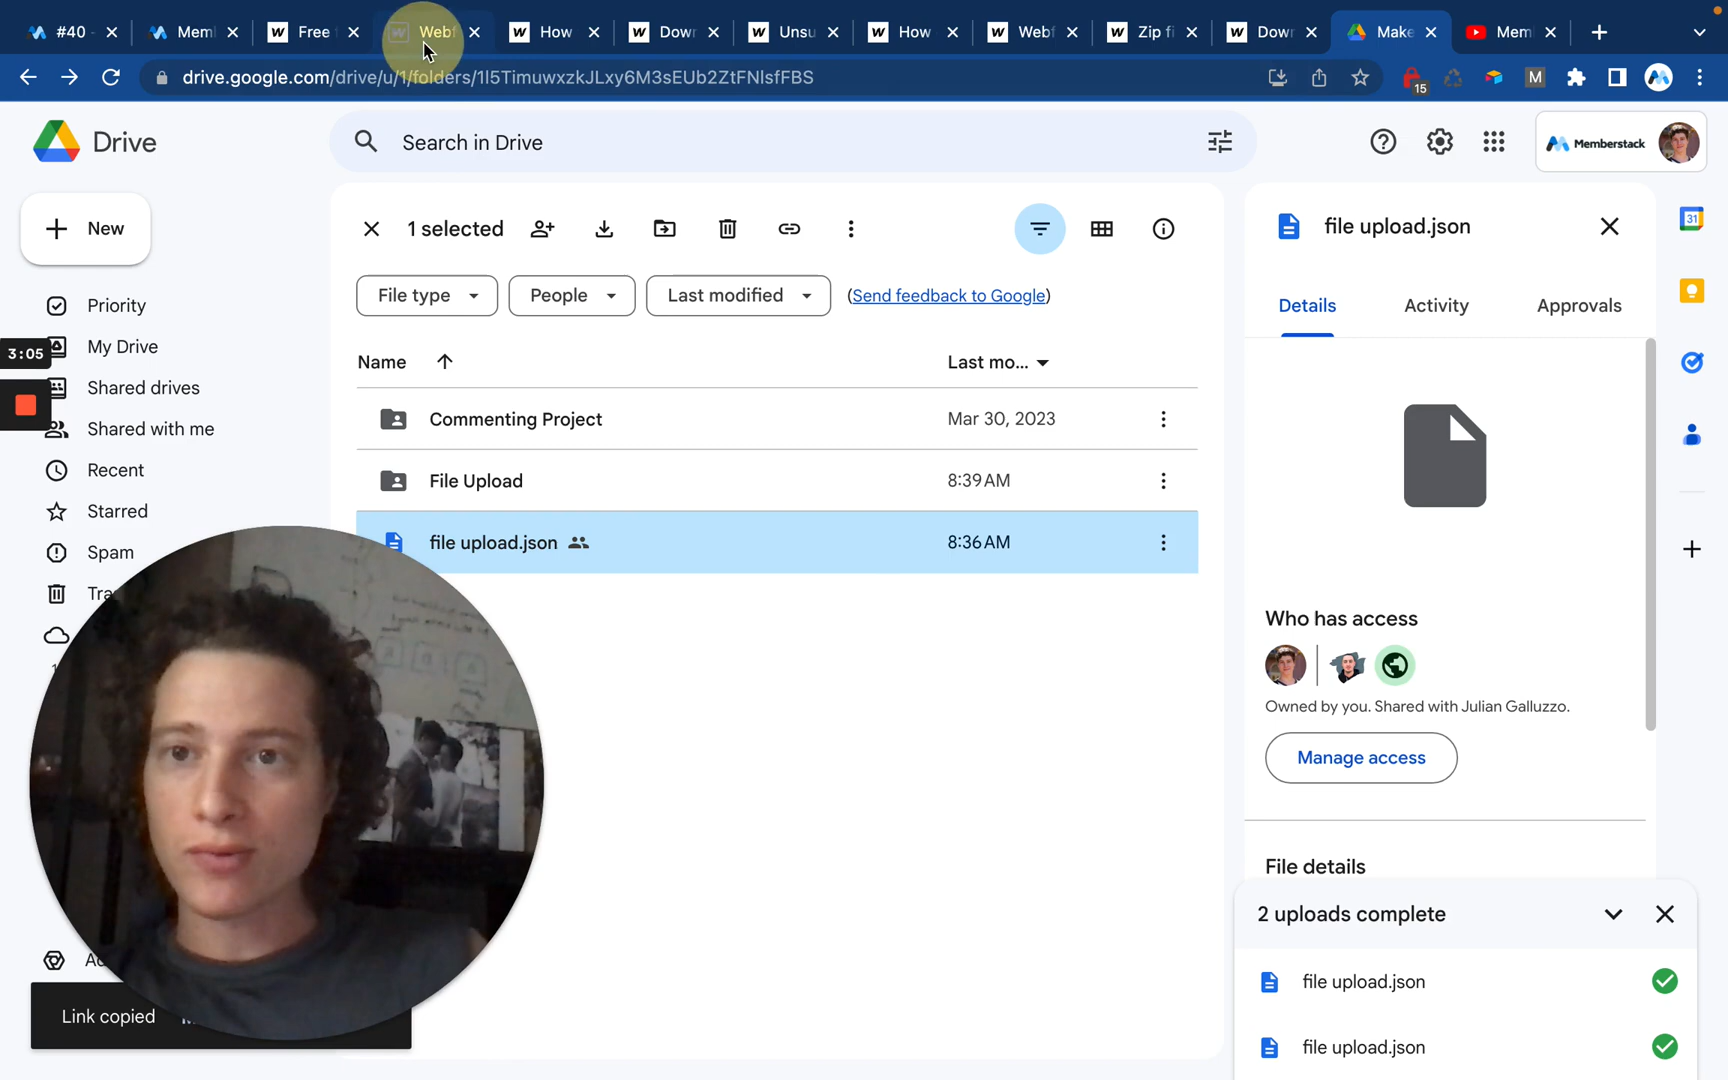 #40 -
Mem
Free
Webf
How
Down
Unsu
How
Webf
Zip fi
Down
Make
Mem
drive.google.com/drive/u/1/folders/1I5TimuwxzkJLxy6M3sEUb2ZtFNIsfFBS
15
M
Drive
Search in Drive
Memberstack
New
1 selected
31
file upload.json
File type
People
Last modified
(Send feedback to Google)
Details
Activity
Approvals
Priority
3:05
My Drive
Name
Last mo...
Shared drives
Commenting Project
Mar 30, 2023
Shared with me
Recent
File Upload
8:39 AM
Starred
file upload.json
8:36 AM
Spam
Tra
Who has access
Owned by you. Shared with Julian Galluzzo.
Manage access
File details
2 uploads complete
file upload.json
Link copied
file upload.json